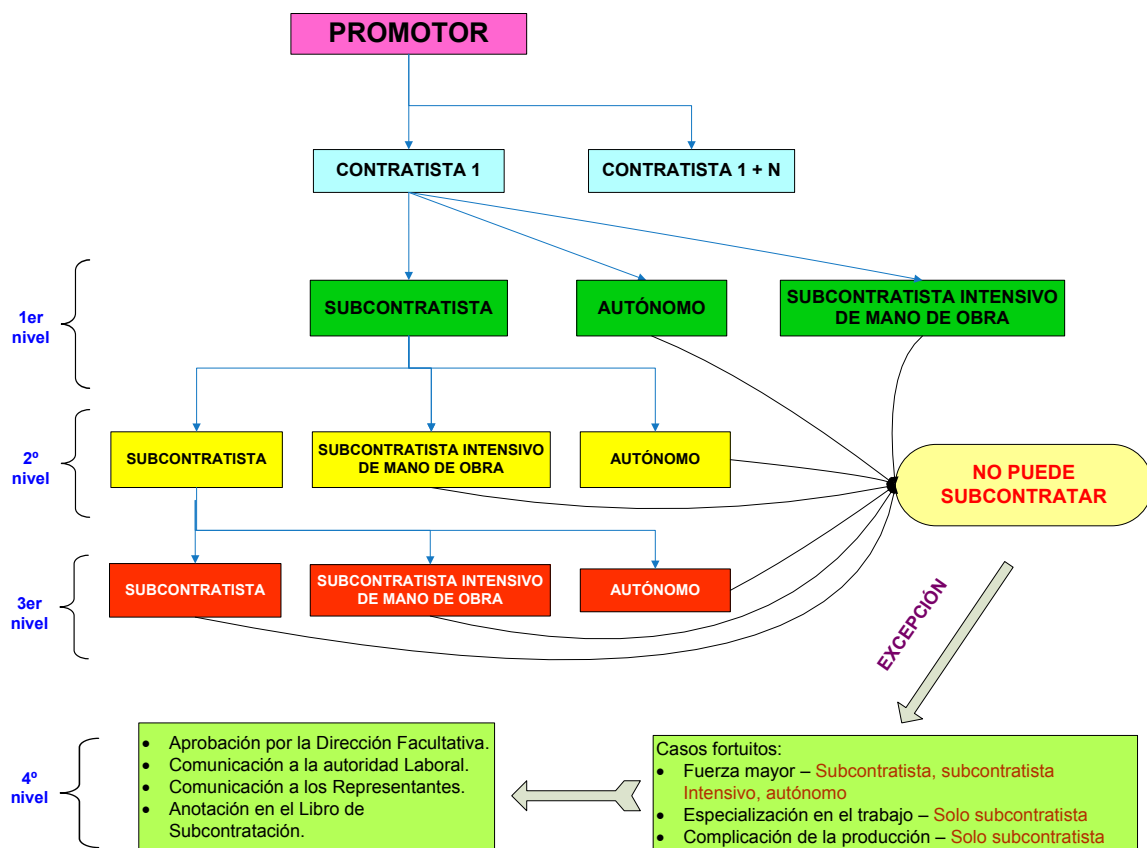 PROMOTOR
CONTRATISTA 1
CONTRATISTA 1 + N
1er
nivel
SUBCONTRATISTA
AUTÓNOMO
SUBCONTRATISTA INTENSIVO
DE MANO DE OBRA
2º
nivel
SUBCONTRATISTA
SUBCONTRATISTA INTENSIVO
DE MANO DE OBRA
AUTÓNOMO
NO PUEDE
SUBCONTRATAR
3er
nivel
SUBCONTRATISTA
SUBCONTRATISTA INTENSIVO
DE MANO DE OBRA
AUTÓNOMO
EXCEPCIÓN
4º
nivel
• Aprobación por la Dirección Facultativa.
• Comunicación a la autoridad Laboral.
• Comunicación a los Representantes.
• Anotación en el Libro de
Subcontratación.
Casos fortuitos:
• Fuerza mayor – Subcontratista, subcontratista
Intensivo, autónomo
• Especialización en el trabajo – Solo subcontratista
• Complicación de la producción – Solo subcontratista